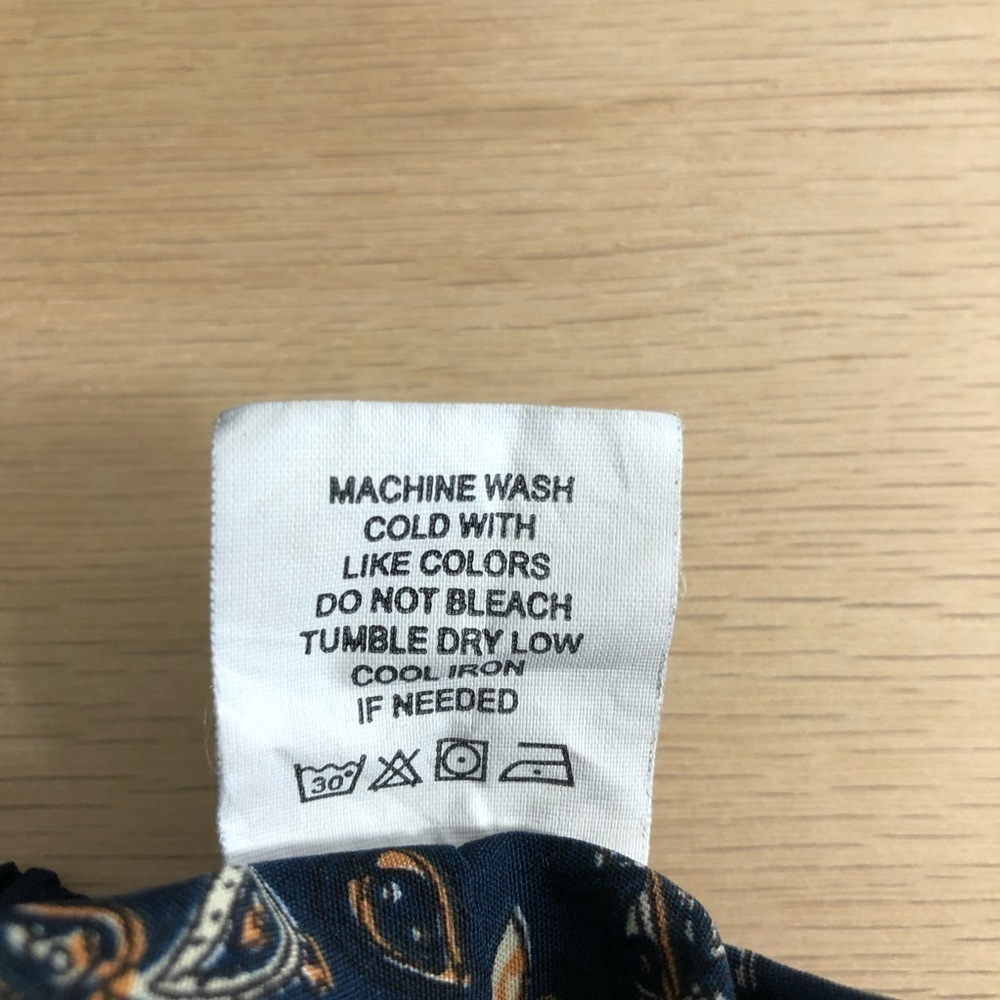 MACHINE WASH
COLD WITH
LIKE COLORS
DO NOT BLEACH
TUMBLE DRY LOW
COOL IRON
IF NEEDED
30°